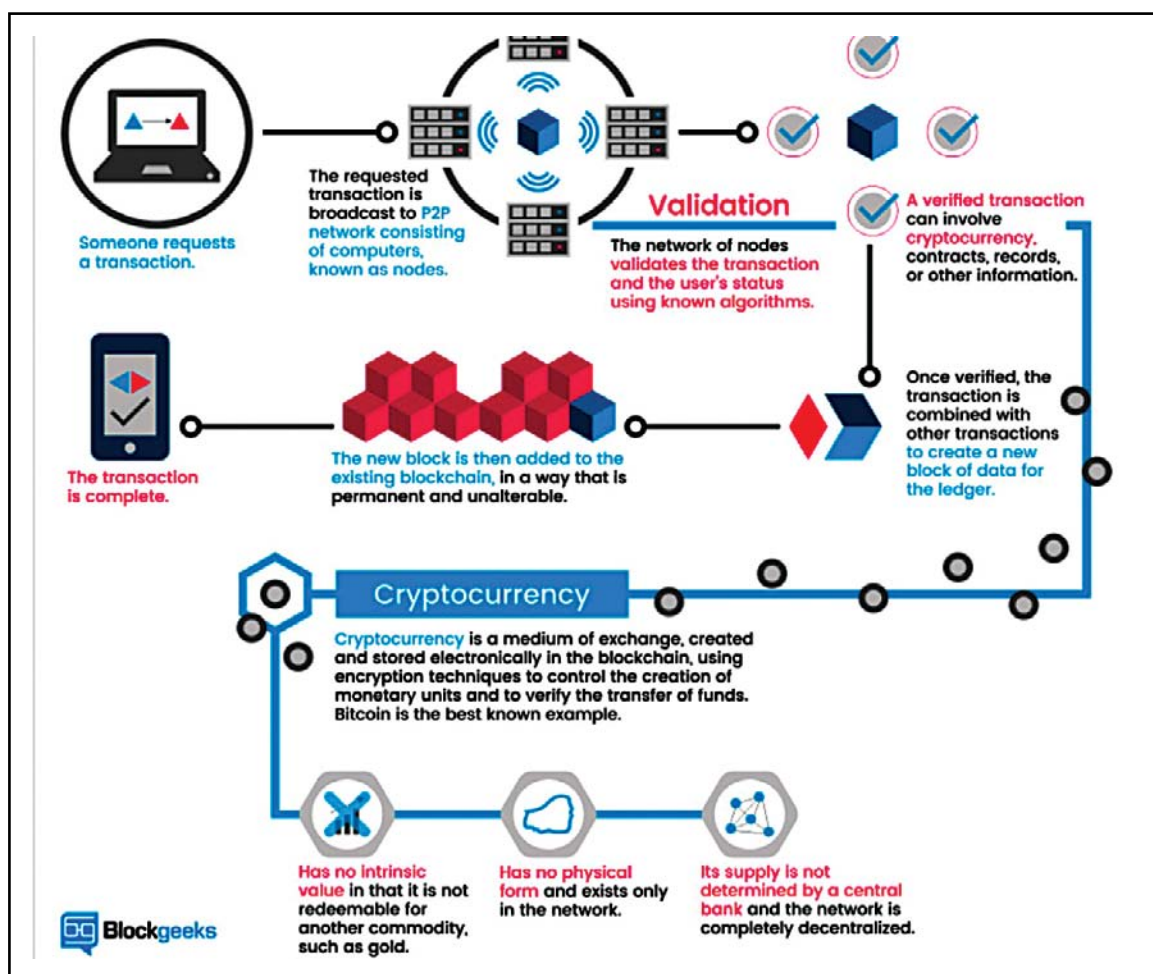 Someone requests
a transaction.
The requested
transaction is
broadcast to P2P
network consisting
of computers,
known as nodes.
Validation
The network of nodes
validates the transaction
and the user's status
using known algorithms.
A verified transaction
can involve
cryptocurrency,
contracts, records,
or other information.
Once verified, the
transaction is
combined with
other transactions
to create a new
block of data for
the ledger.
The new block is then added to the
existing blockchain, in a way that is
permanent and unalterable.
The transaction
is complete.
Cryptocurrency
Cryptocurrency is a medium of exchange, created
and stored electronically in the blockchain, using
encryption techniques to control the creation of
monetary units and to verify the transfer of funds.
Bitcoin is the best known example.
Has no intrinsic
value in that it is not
redeemable for
another commodity,
such as gold.
Has no physical
form and exists only
in the network.
Its supply is not
determined by a central
bank and the network is
completely decentralized.
Blockgeeks